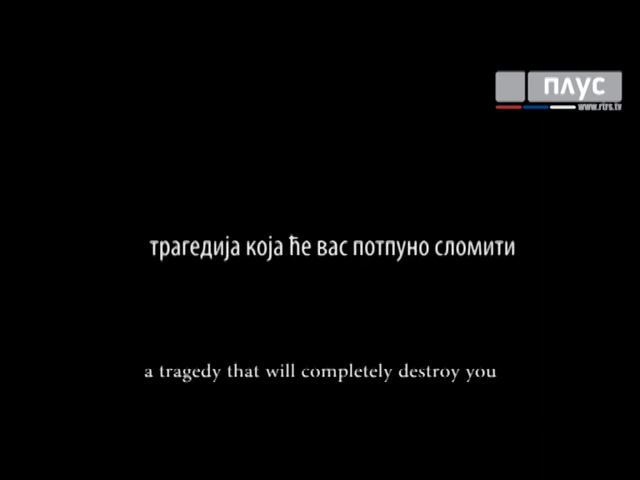 плус
www.rtrs.tv
трагедија која ће вас потпуно сломити
a tragedy that will completely destroy you